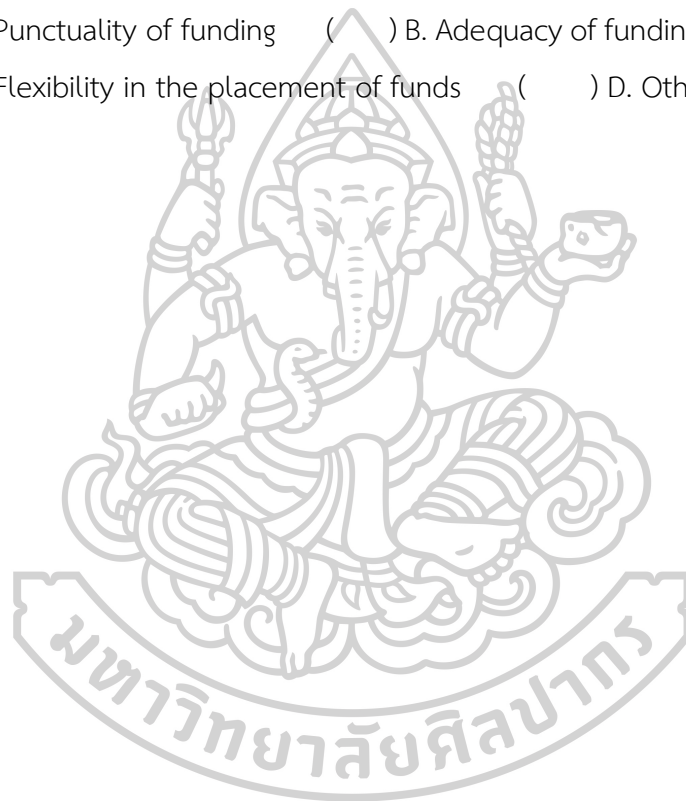 Punctuality of funding ( ) B. Adequacy of fundin
Flexibility in the placement of funds ( ) D. Oth
มหาวิทยาลัยศิลปากร